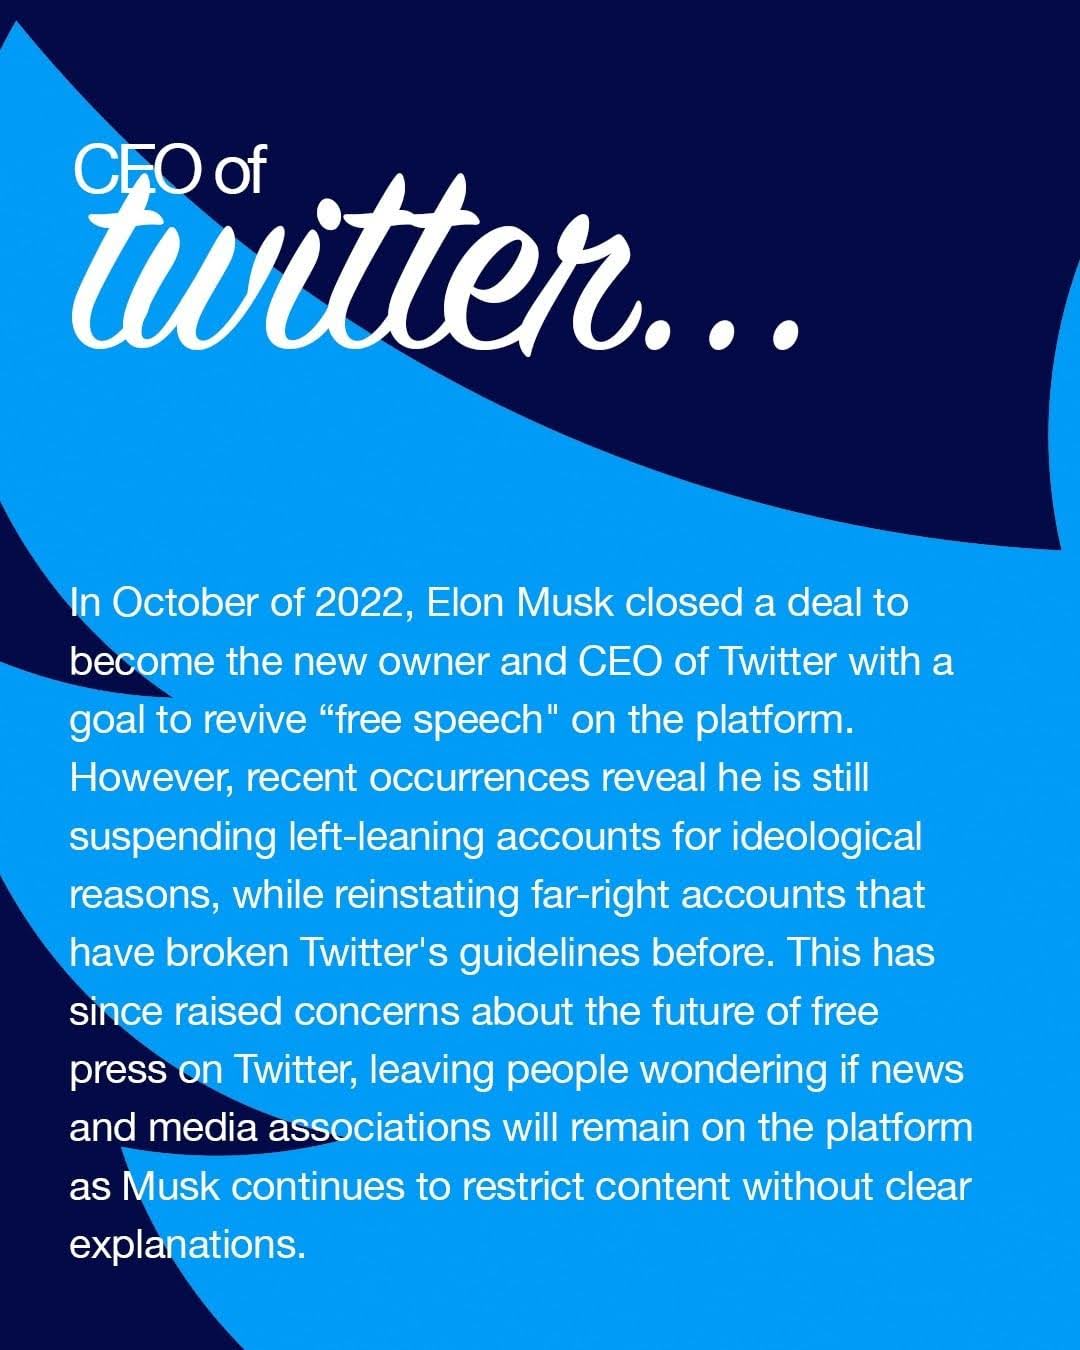 CEO of
twitter...
In October of 2022, Elon Musk closed a deal to
become the new owner and CEO of Twitter with a
goal to revive “free speech" on the platform.
However, recent occurrences reveal he is still
suspending left-leaning accounts for ideological
reasons, while reinstating far-right accounts that
have broken Twitter's guidelines before. This has
since raised concerns about the future of free
press on Twitter, leaving people wondering if news
and media associations will remain on the platform
as Musk continues to restrict content without clear
explanations.